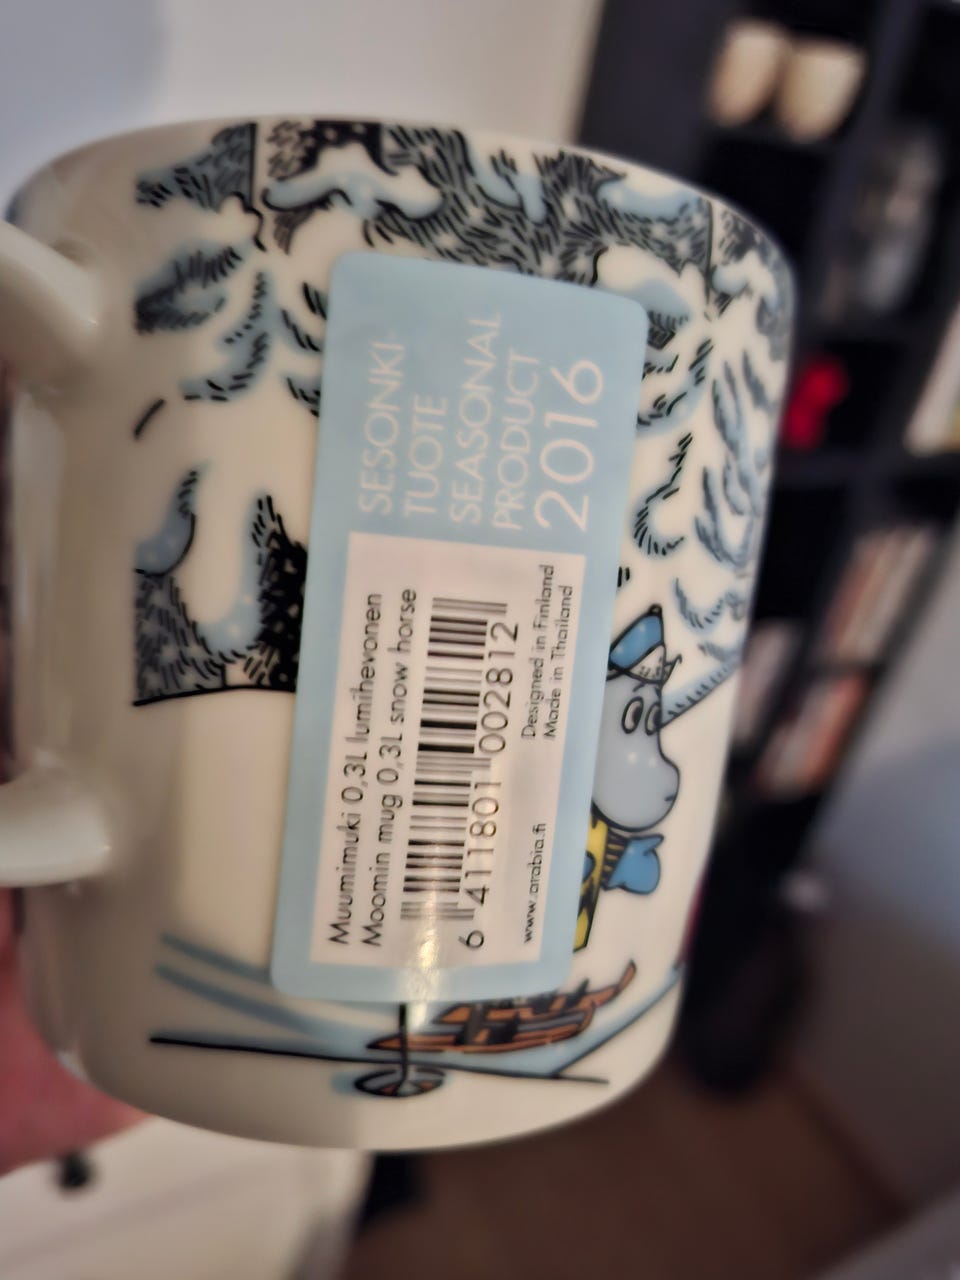 SESONKI-
TUOTE
SEASONAL
PRODUCT
2016
Muumimuki 0,3L lumihevonen
Moomin mug 0,3L snow horse
6 411801 002812
www.arabia.fi
Designed in Finland
Made in Thailand